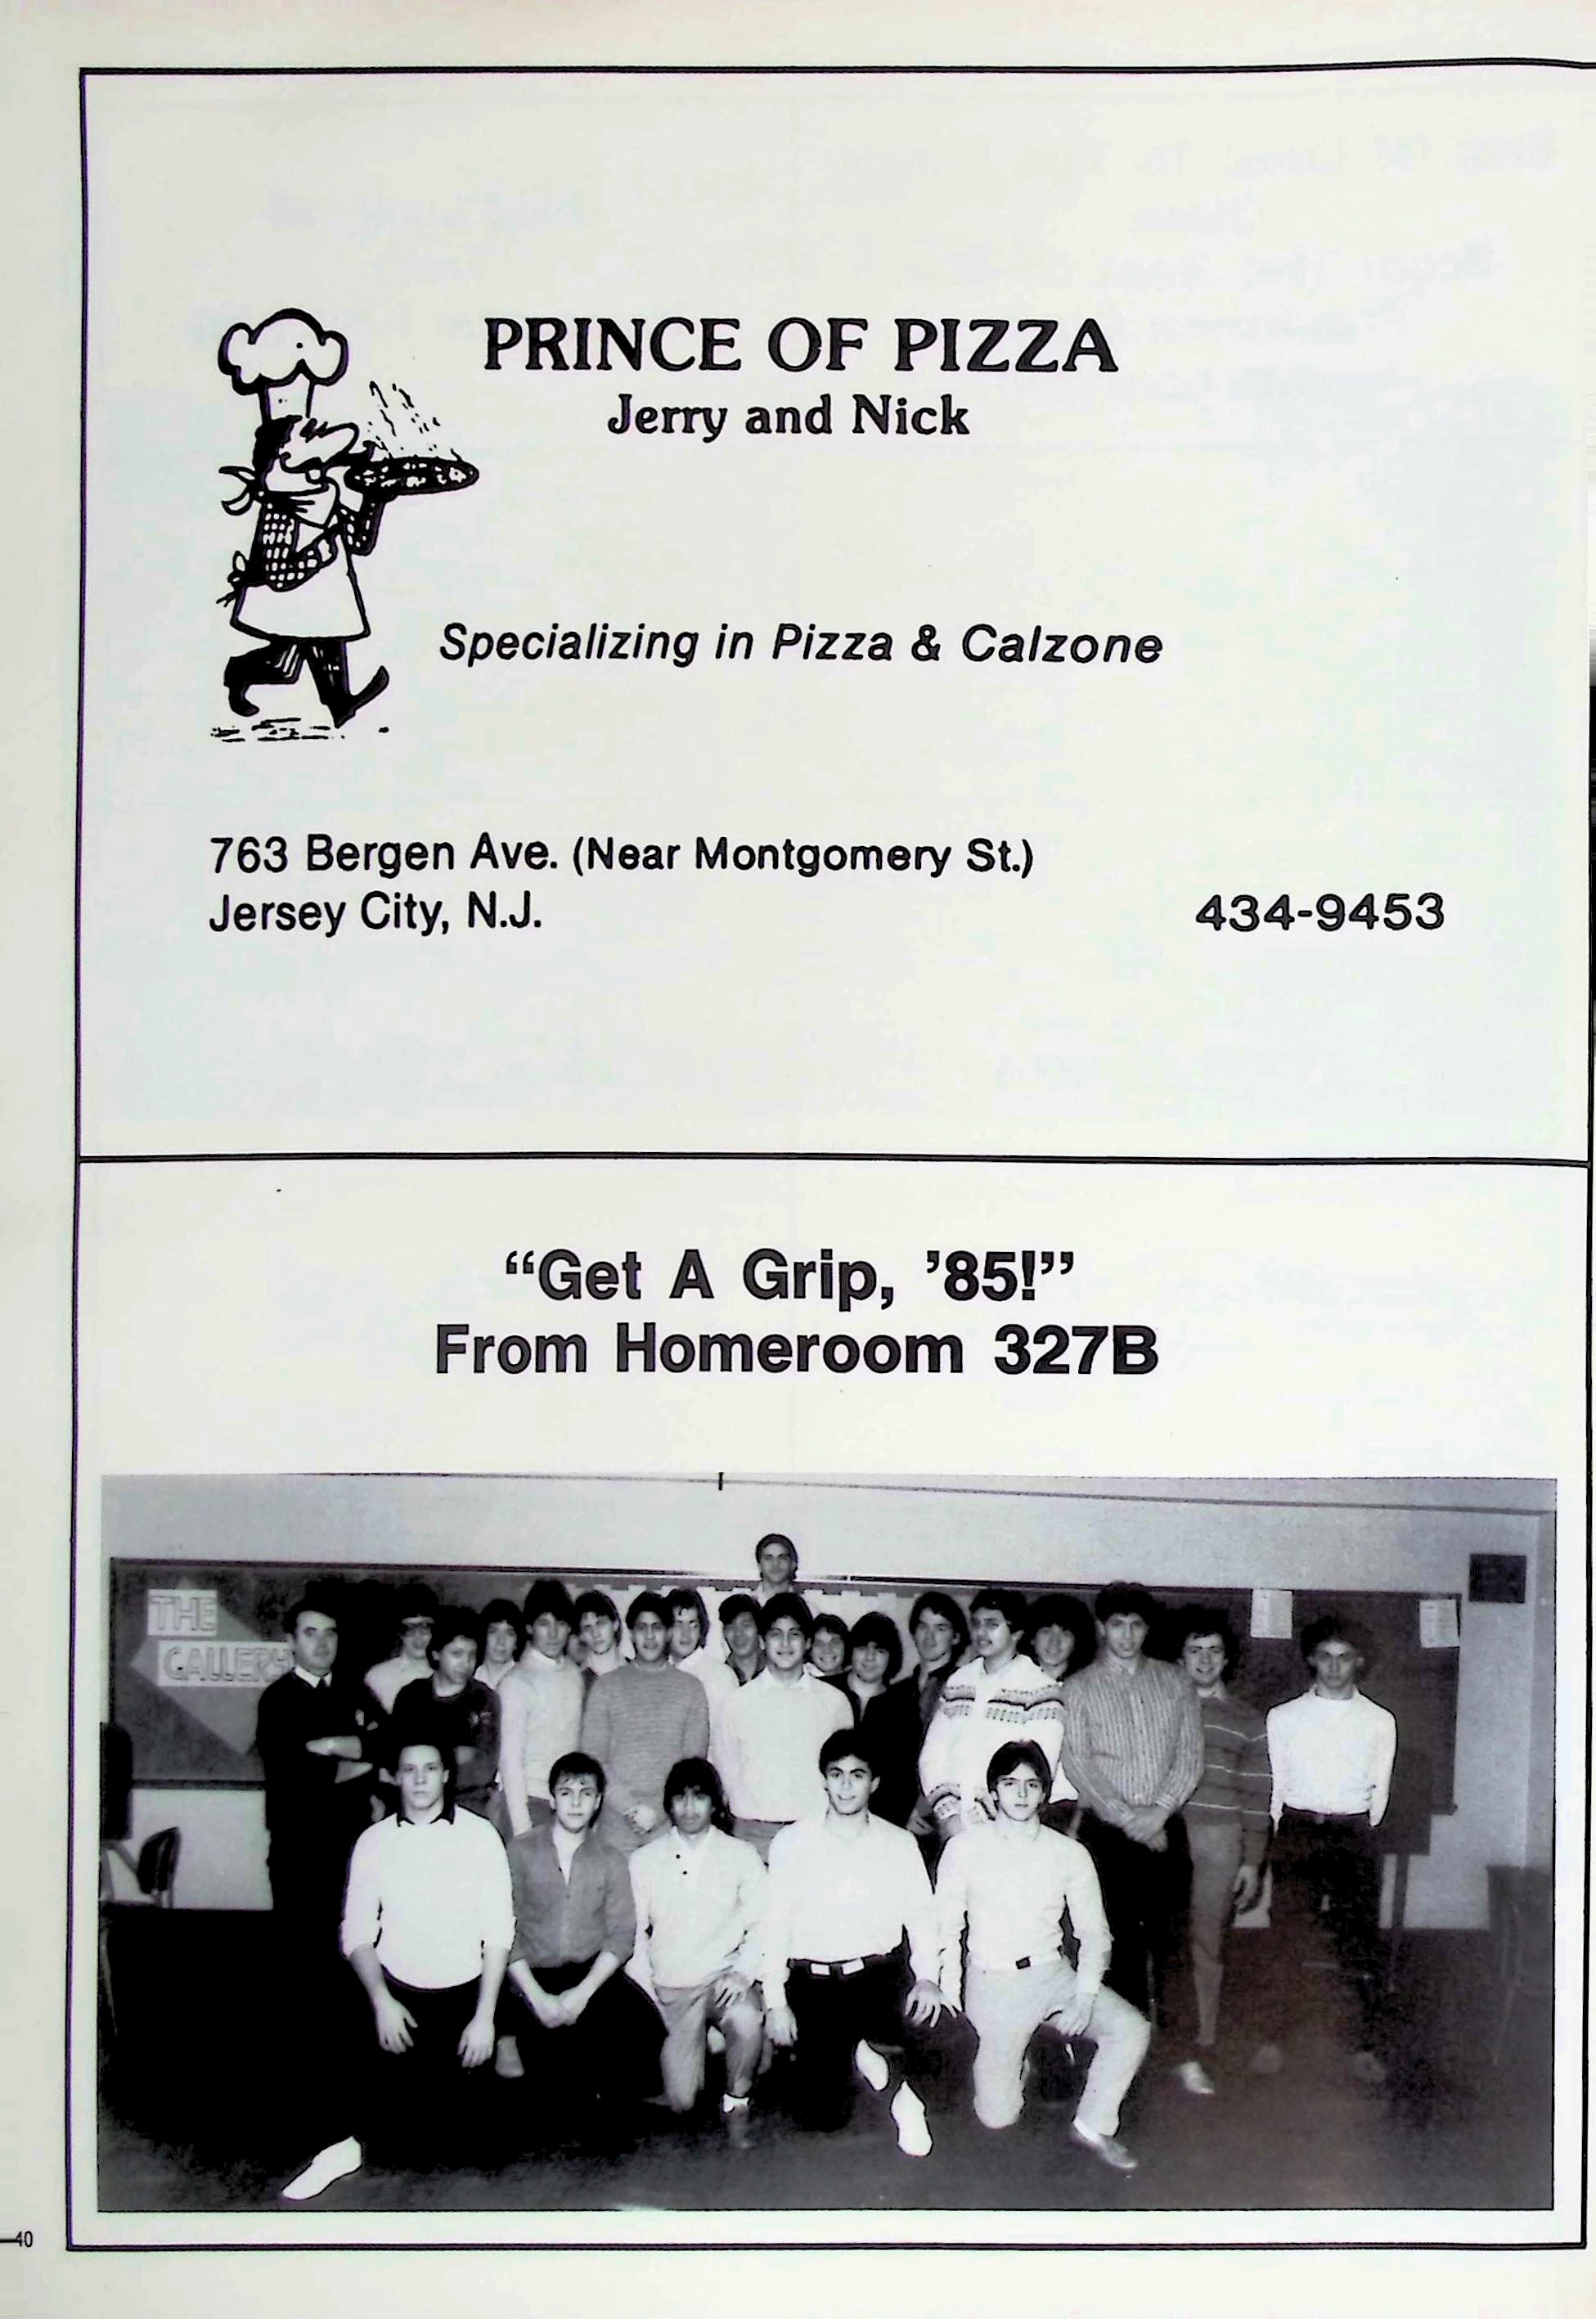 PRINCE OF PIZZA
Jerry and Nick
Specializing in Pizza & Calzone
763 Bergen Ave. (Near Montgomery St.)
Jersey City, N.J.
434-9453
“Get A Grip, ’85!”
From Homeroom 327B
THE
GALLERY
40